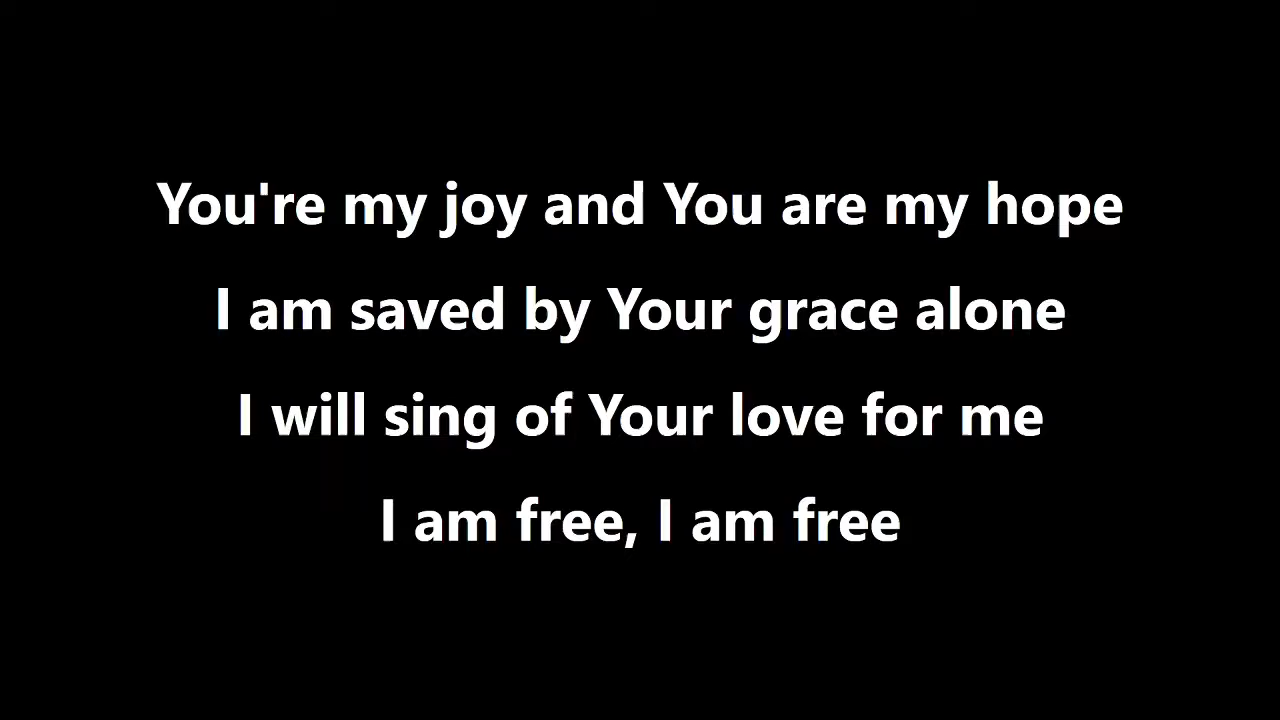 You're my joy and You are my hope
I am saved by Your grace alone
I will sing of Your love for me
I am free, I am free